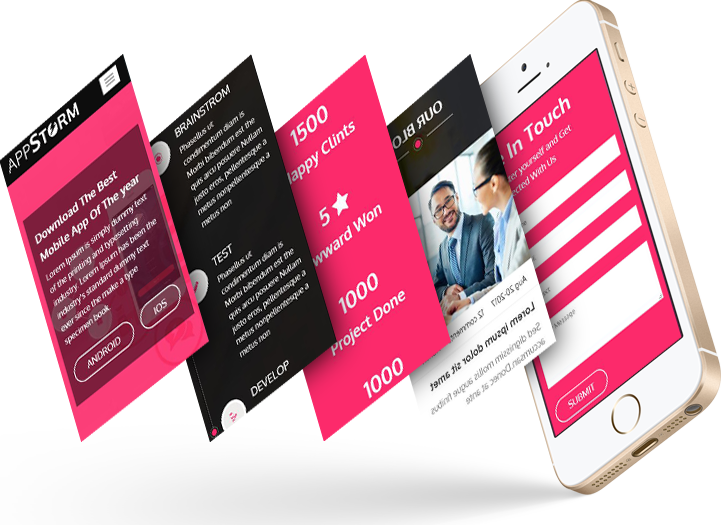 APPSTORM
Download The Best
Mobile App Of The year
Lorem Ipsum is simply dummy text
of the printing and typesetting
industry. Lorem Ipsum has been the
industry's standard dummy text
ever since the make a typo
specimen book.
ANDROID
IOS
BRAINSTROM
Phasellus ut
condimentum diam is
Morbi bibendum est the
quis arcu posuere Nullam
justo eros, pellentesque a
metus nonpellentesque a
metus non
TEST
Phasellus ut
condimentum diam is
Morbi bibendum est the
quis arcu posuere Nullam
justo eros, pellentesque a
metus nonpellentesque a
metus non
DEVELOP
1500
Happy Clints
5
wward Won
1000
Project Done
1000
OUR BLO
Aug-20-2017
12 comments
Lorem ipsum dolor sit amet
Sed dignissim mollis augue finibus
accumsan Donec at ante
In Touch
ter yourself and Get
ected With Us
SUBMIT